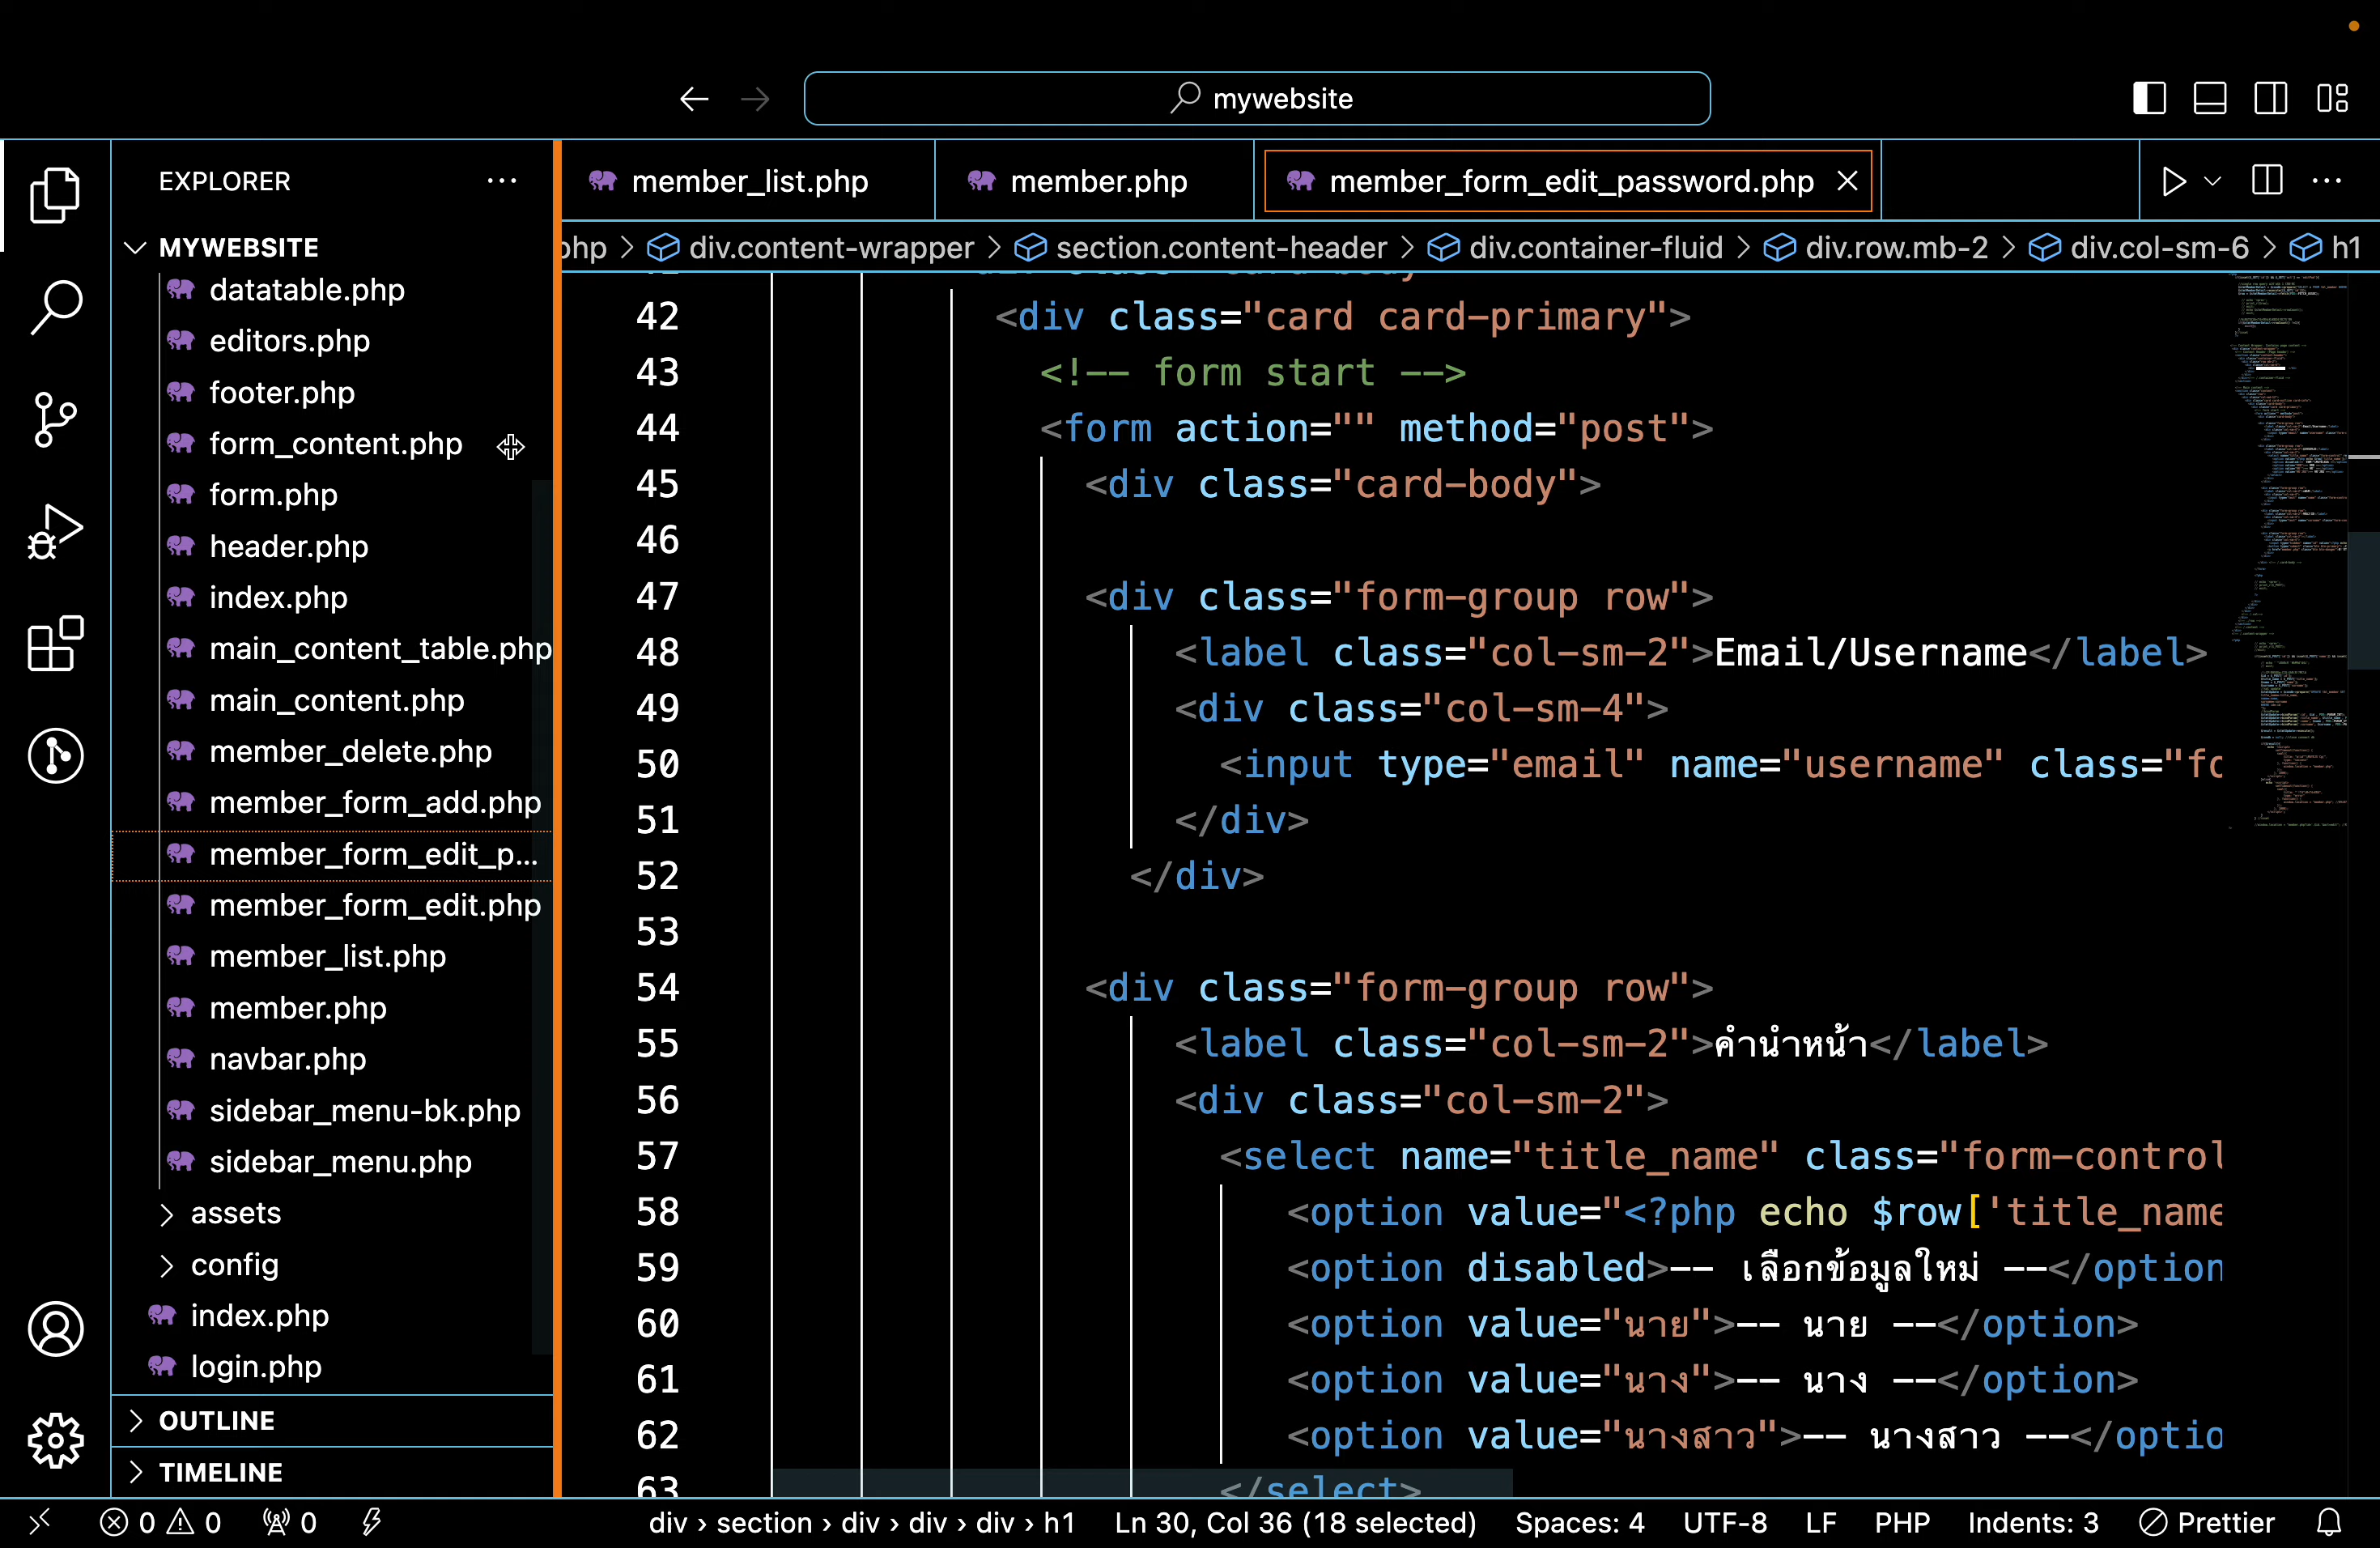 mywebsite
EXPLORER
MYWEBSITE
datatable.php
editors.php
footer.php
form_content.php
form.php
header.php
index.php
main_content_table.php
main_content.php
member_delete.php
member_form_add.php
member_form_edit_p...
member_form_edit.php
member_list.php
member.php
navbar.php
sidebar_menu-bk.php
sidebar_menu.php
assets
config
index.php
login.php
OUTLINE
TIMELINE
member_list.php member.php member_form_edit_password.php
php > div.content-wrapper > section.content-header > div.container-fluid > div.row.mb-2 > div.col-sm-6 > h1
42 <div class="card card-primary">
43 <!-- form start -->
44 <form action="" method="post">
45 <div class="card-body">
46
47 <div class="form-group row">
48 <label class="col-sm-2">Email/Username</label>
49 <div class="col-sm-4">
50 <input type="email" name="username" class="fo
51 </div>
52 </div>
53
54 <div class="form-group row">
55 <label class="col-sm-2">คำนำหน้า</label>
56 <div class="col-sm-2">
57 <select name="title_name" class="form-control
58 <option value="<?php echo $row['title_name
59 <option disabled>-- เลือกข้อมูลใหม่ --</option
60 <option value="นาย">-- นาย --</option>
61 <option value="นาง">-- นาง --</option>
62 <option value="นางสาว">-- นางสาว --</optio
63 </select>
0 0 0 div › section › div › div › div › h1 Ln 30, Col 36 (18 selected) Spaces: 4 UTF-8 LF PHP Indents: 3 Prettier